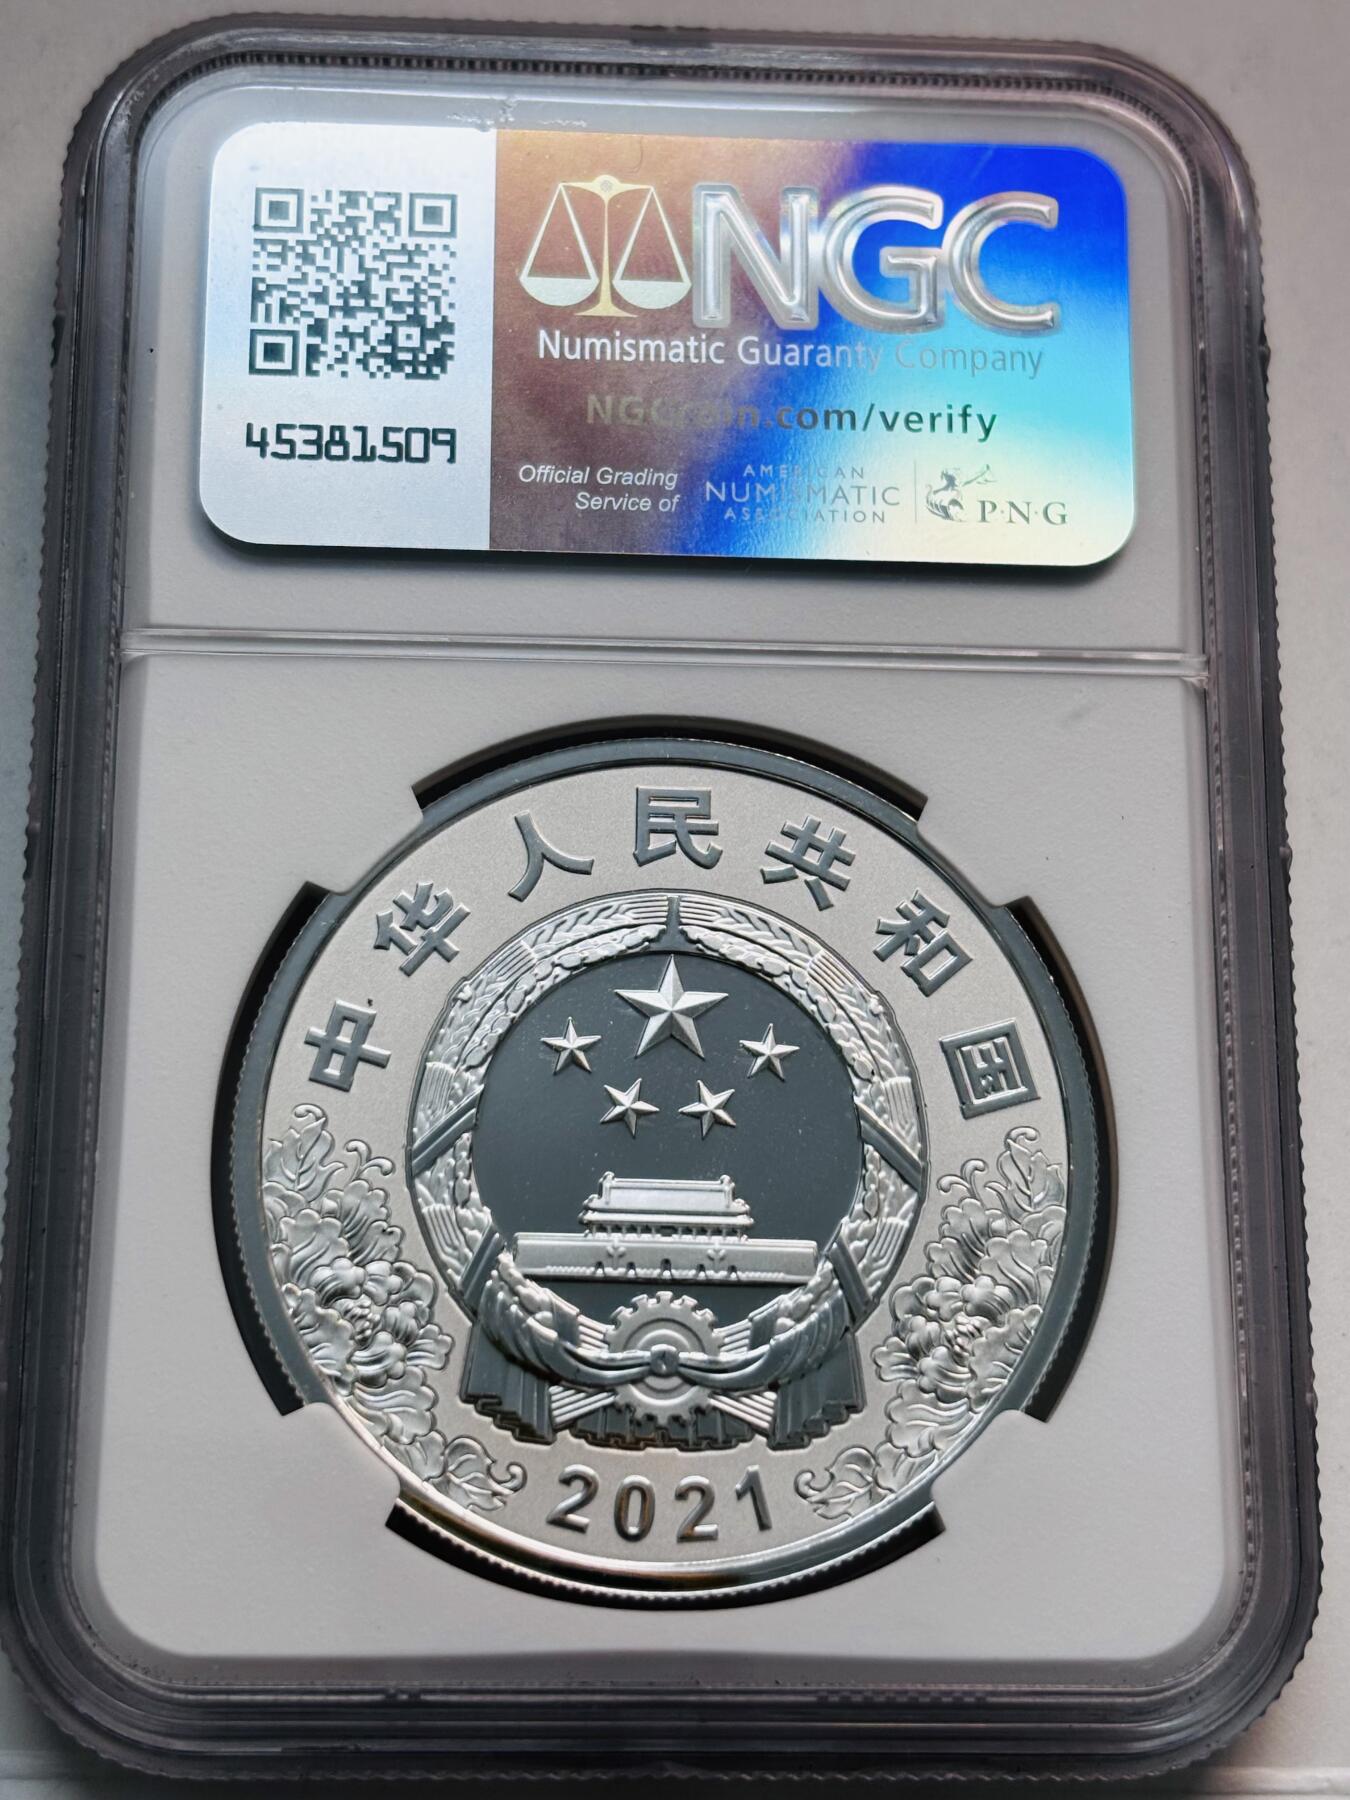 NGC
Numismatic Guaranty Company
NGCcoin.com/verify
45381509
Official Grading
Service of
AMERICAN
NUMISMATIC
ASSOCIATION
P·N·G
中华人民共和国
2021